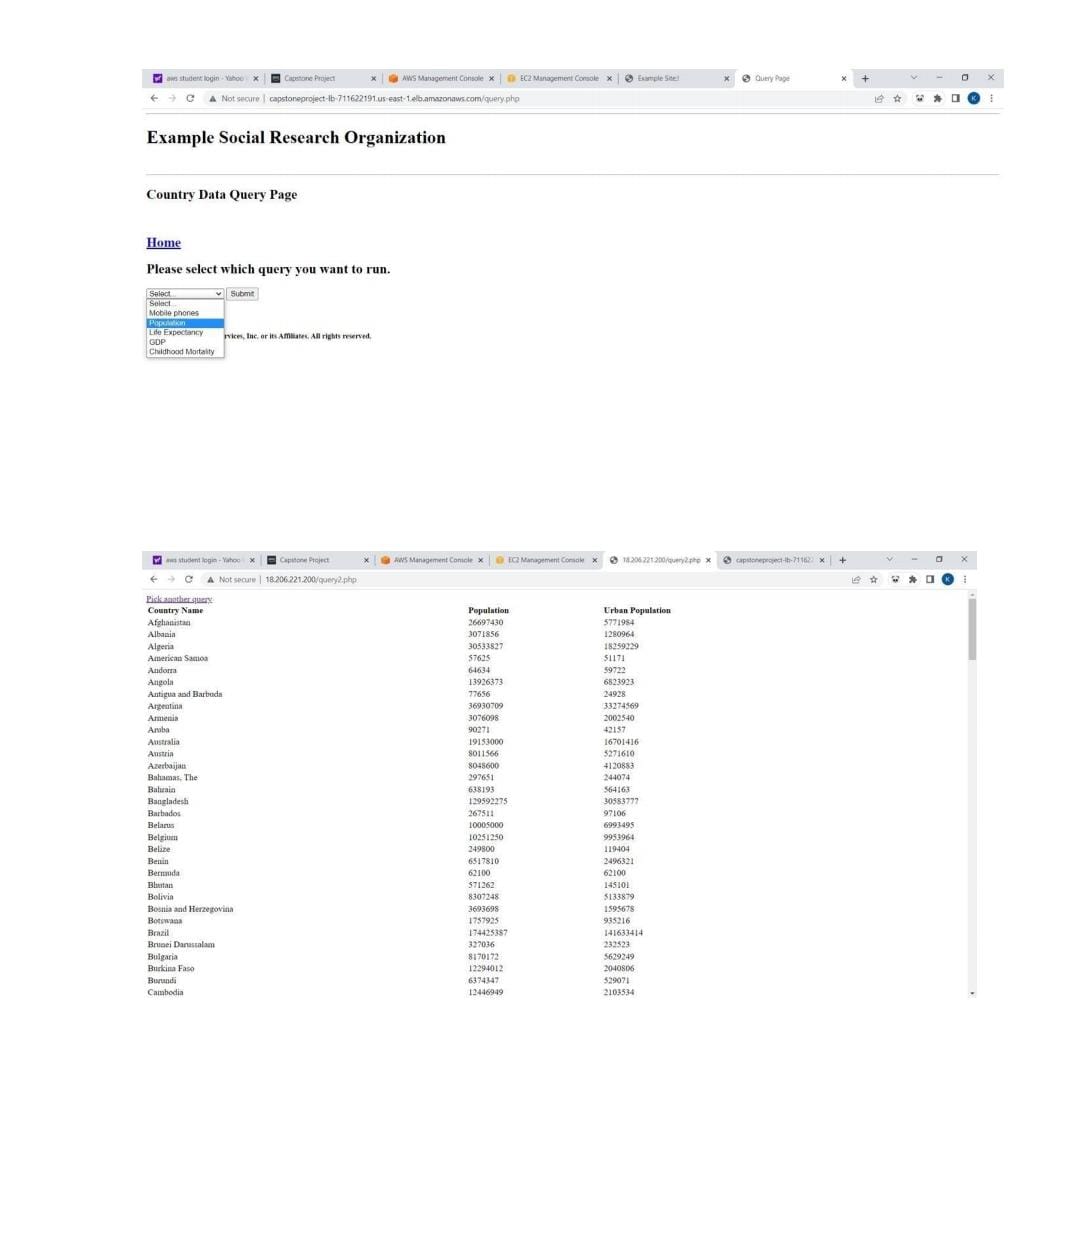 aws student login - Yahoo
Capstone Project
AWS Management Console
EC2 Management Console
Example Site:!
Query Page
Not secure | capstoneproject-lb-711622191.us-east-1.elb.amazonaws.com/query.php
K
Example Social Research Organization
Country Data Query Page
Home
Please select which query you want to run.
Select... Submit
Select...
Mobile phones
Population
Life Expectancy
rvices, Inc. or its Affiliates. All rights reserved.
GDP
Childhood Mortality
aws student login - Yahoo
Capstone Project
AWS Management Console
EC2 Management Console
18.206.221.200/query2.php
capstoneproject-lb-71162
Not secure | 18.206.221.200/query2.php
K
Pick another query
Country Name Population Urban Population
Afghanistan 26697430 5771984
Albania 3071856 1280964
Algeria 30533827 18259229
American Samoa 57625 51171
Andorra 64634 59722
Angola 13926373 6823923
Antigua and Barbuda 77656 24928
Argentina 36930709 33274569
Armenia 3076098 2002540
Aruba 90271 42157
Australia 19153000 16701416
Austria 8011566 5271610
Azerbaijan 8048600 4120883
Bahamas, The 297651 244074
Bahrain 638193 564163
Bangladesh 129592275 30583777
Barbados 267511 97106
Belarus 10005000 6993495
Belgium 10251250 9953964
Belize 249800 119404
Benin 6517810 2496321
Bermuda 62100 62100
Bhutan 571262 145101
Bolivia 8307248 5133879
Bosnia and Herzegovina 3693698 1595678
Botswana 1757925 935216
Brazil 174425387 141633414
Brunei Darussalam 327036 232523
Bulgaria 8170172 5629249
Burkina Faso 12294012 2040806
Burundi 6374347 529071
Cambodia 12446949 2103534